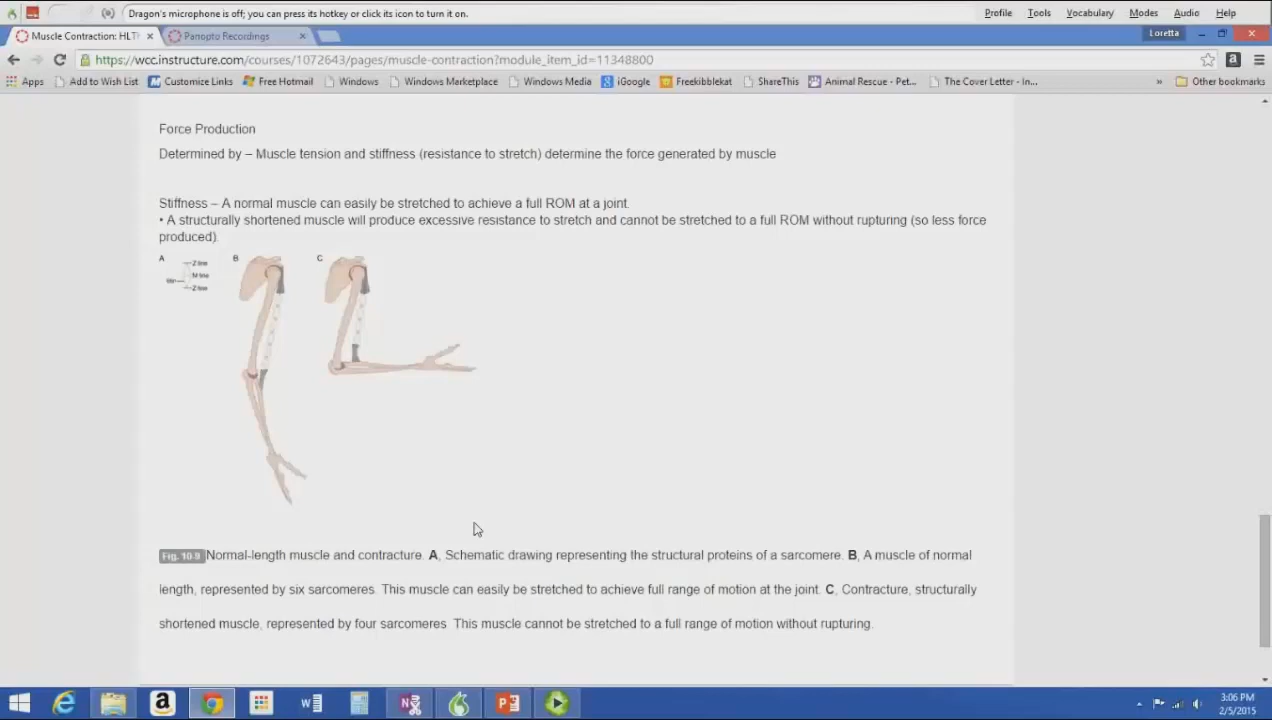 Dragon's microphone is off; you can press its hotkey or click its icon to turn it on.
Profile Tools Vocabulary Modes Audio Help
Muscle Contraction: HLTH
Panopto Recordings
Loretta
https://wcc.instructure.com/courses/1072643/pages/muscle-contraction?module_item_id=11348800
Apps Add to Wish List Customize Links Free Hotmail Windows Windows Marketplace Windows Media iGoogle Freekibblekat ShareThis Animal Rescue - Pet... The Cover Letter - In... » Other bookmarks
Force Production
Determined by – Muscle tension and stiffness (resistance to stretch) determine the force generated by muscle
Stiffness – A normal muscle can easily be stretched to achieve a full ROM at a joint.
• A structurally shortened muscle will produce excessive resistance to stretch and cannot be stretched to a full ROM without rupturing (so less force
produced).
A B C
Z line
M line
Z line
Fig. 10-9 Normal-length muscle and contracture. A, Schematic drawing representing the structural proteins of a sarcomere. B, A muscle of normal
length, represented by six sarcomeres. This muscle can easily be stretched to achieve full range of motion at the joint. C, Contracture, structurally
shortened muscle, represented by four sarcomeres. This muscle cannot be stretched to a full range of motion without rupturing.
3:06 PM
2/5/2015